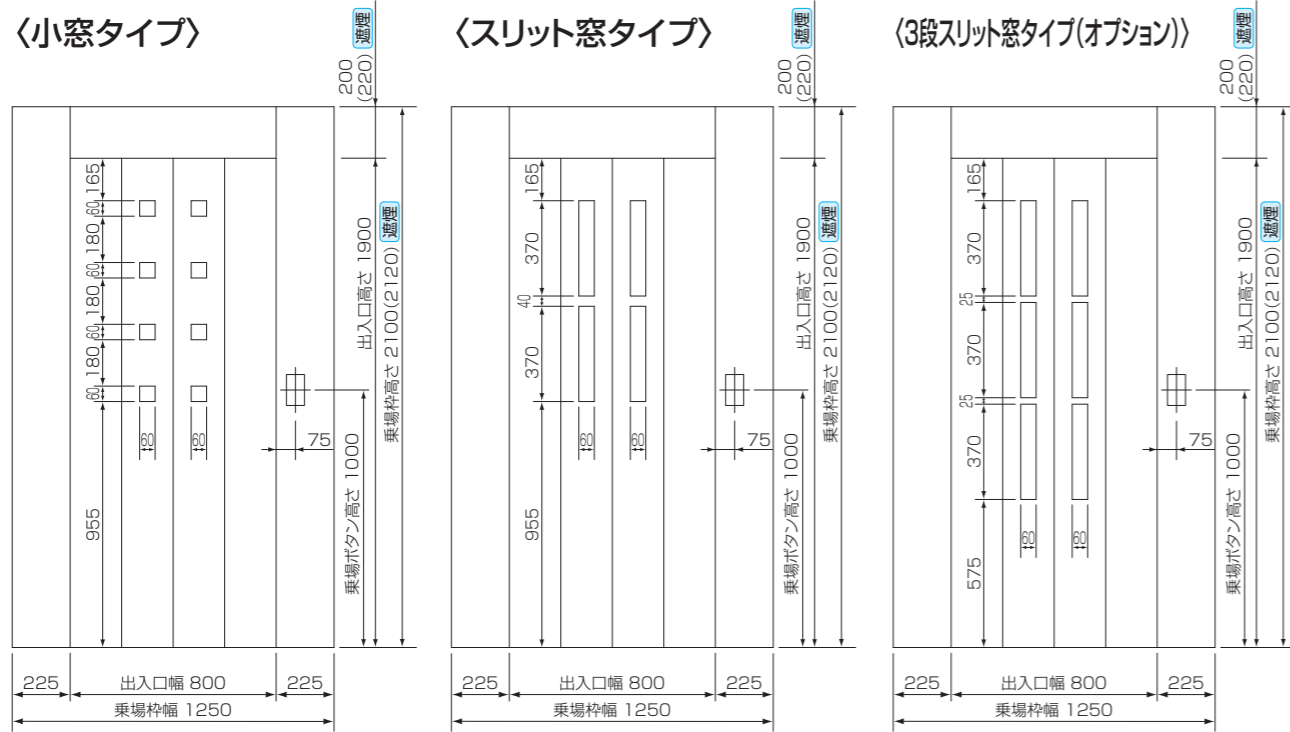 〈小窓タイプ〉
遮煙
200
(220)
165
60
180
60
180
60
180
60
955
60
60
75
乗場ボタン高さ 1000
出入口高さ 1900
乗場枠高さ 2100(2120) 遮煙
225
出入口幅 800
225
乗場枠幅 1250
〈スリット窓タイプ〉
遮煙
200
(220)
165
370
40
370
955
60
60
75
乗場ボタン高さ 1000
出入口高さ 1900
乗場枠高さ 2100(2120) 遮煙
225
出入口幅 800
225
乗場枠幅 1250
〈3段スリット窓タイプ(オプション)〉
遮煙
200
(220)
165
370
25
370
25
370
575
60
60
75
乗場ボタン高さ 1000
出入口高さ 1900
乗場枠高さ 2100(2120) 遮煙
225
出入口幅 800
225
乗場枠幅 1250